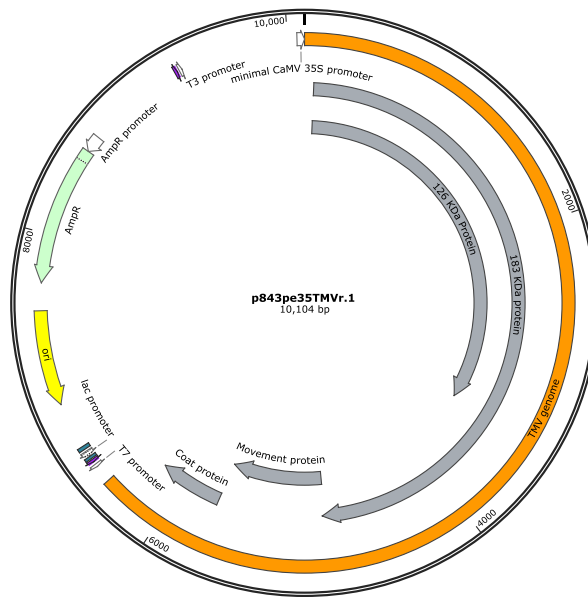 10,000
T3 promoter
minimal CaMV 35S promoter
AmpR promoter
126 KDa Protein
2000
AmpR
8000
183 KDa protein
p843pe35TMVr.1
10,104 bp
ori
TMV genome
lac promoter
T7 promoter
Coat protein
Movement protein
4000
6000